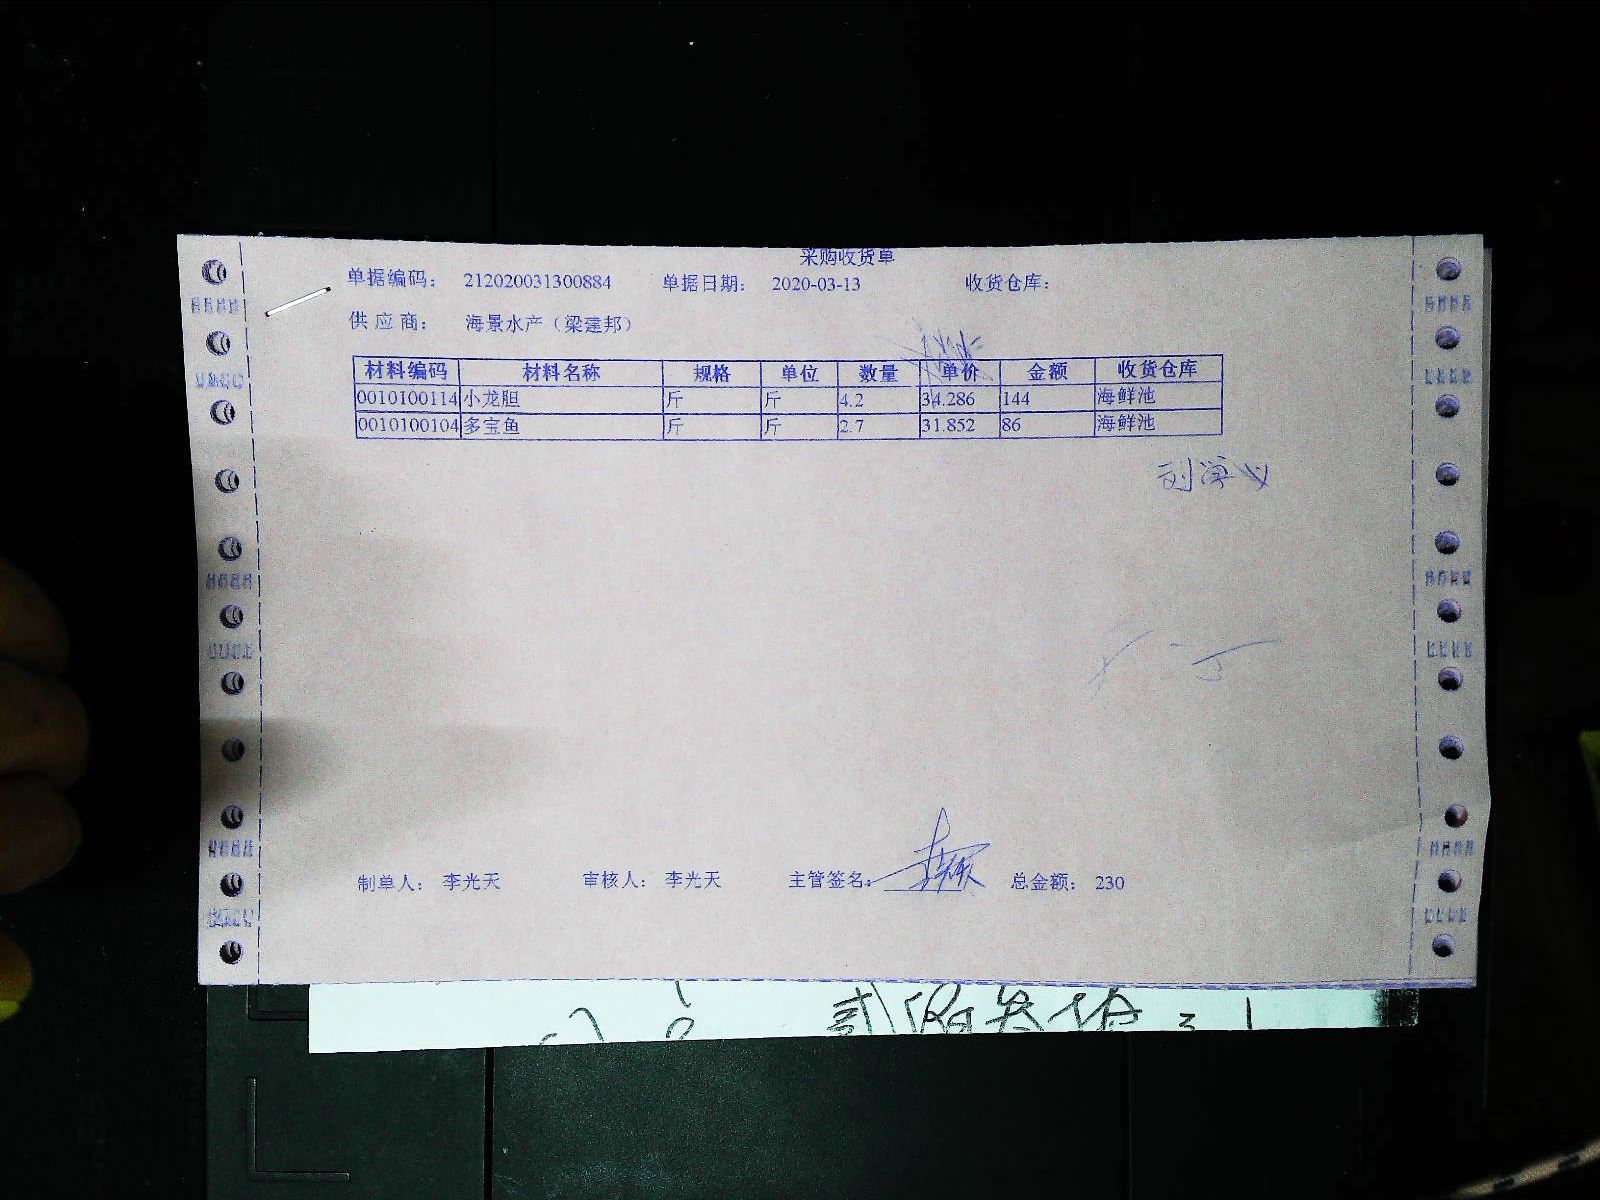 采购收货单
单据编码： 212020031300884 单据日期： 2020-03-13 收货仓库：
供 应 商： 海景水产（梁建邦）
材料编码 材料名称 规格 单位 数量 单价 金额 收货仓库
0010100114 小龙胆 斤 斤 4.2 34.286 144 海鲜池
0010100104 多宝鱼 斤 斤 2.7 31.852 86 海鲜池
制单人： 李光天 审核人： 李光天 主管签名： 总金额： 230